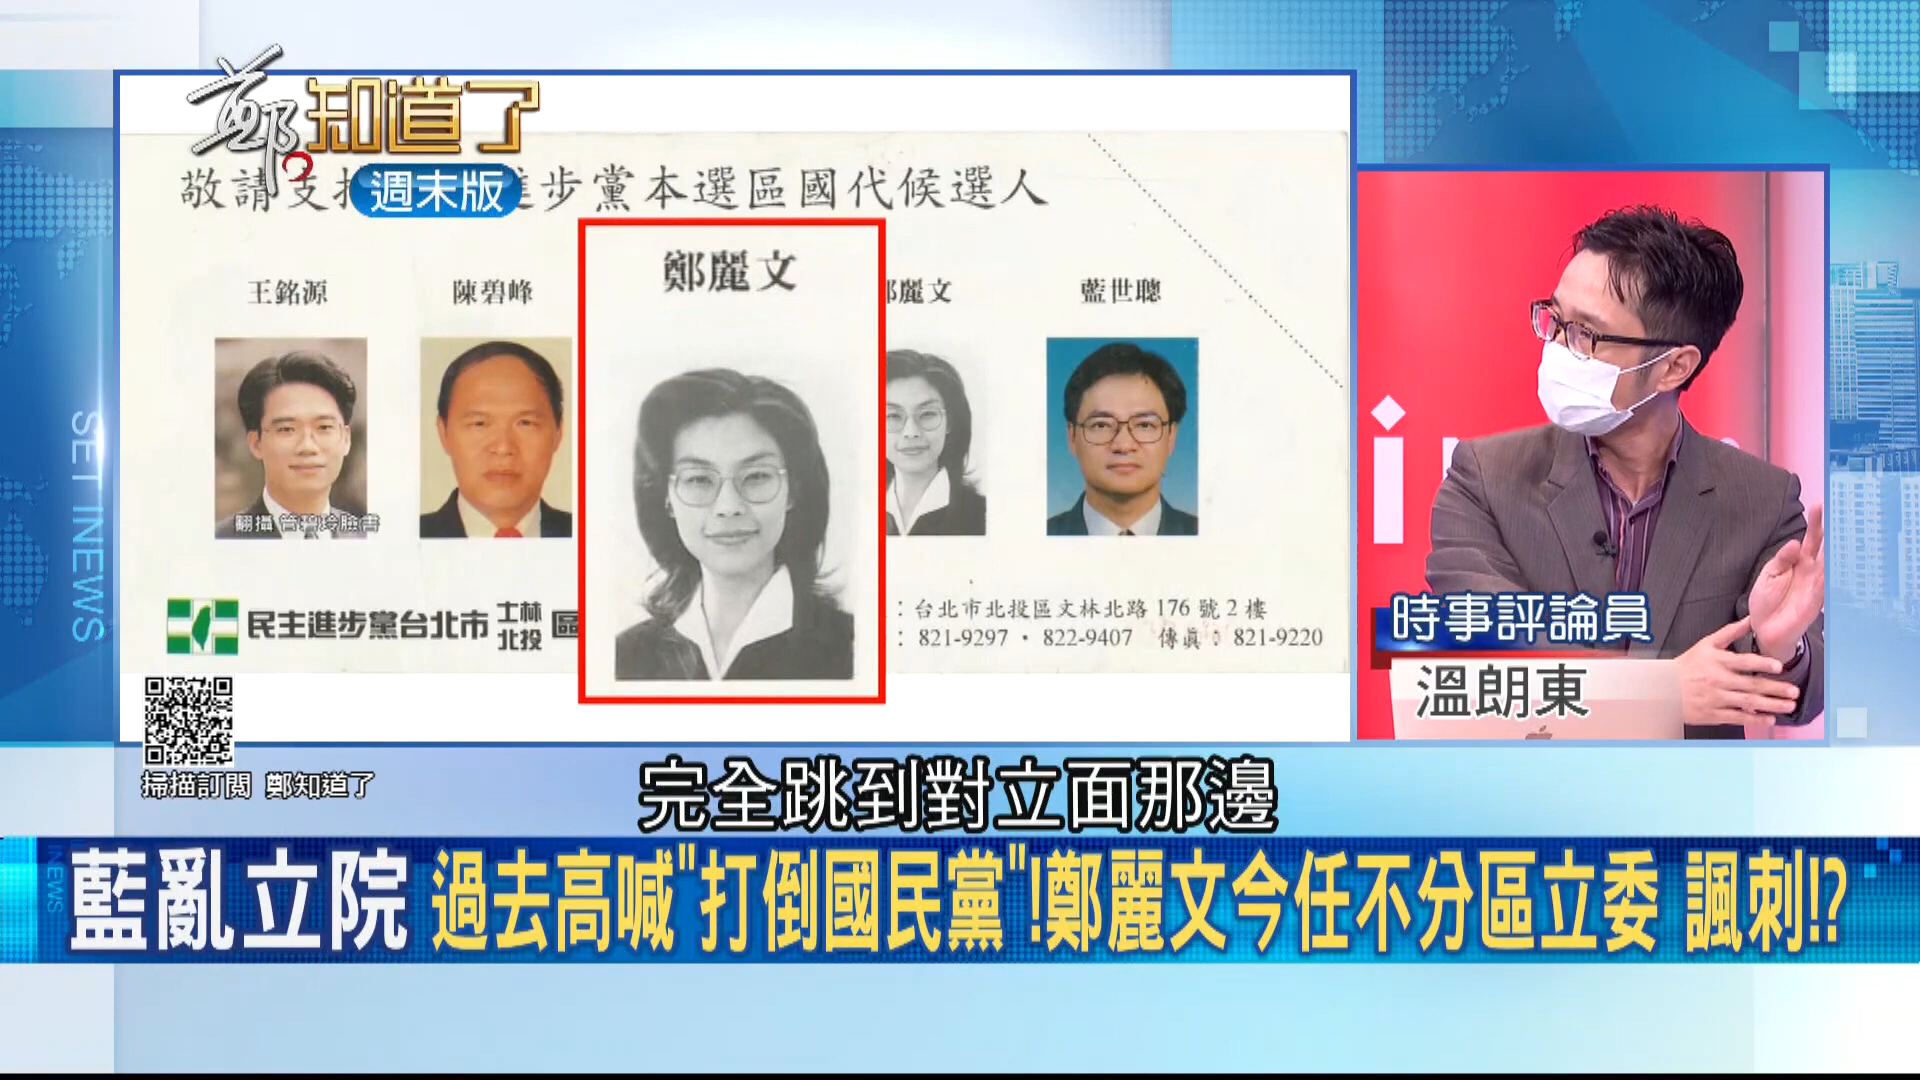 鄭知道了
週末版
敬請支持 進步黨本選區國代候選人
王銘源
陳碧峰
鄭麗文
鄭麗文
藍世聰
翻攝 管碧玲臉書
民主進步黨台北市 士林 北投 區
：台北市北投區文林北路 176 號 2 樓
：821-9297・822-9407 傳眞：821-9220
SET INEWS
掃描訂閱 鄭知道了
時事評論員
溫朗東
完全跳到對立面那邊
藍亂立院 過去高喊"打倒國民黨"!鄭麗文今任不分區立委 諷刺!?